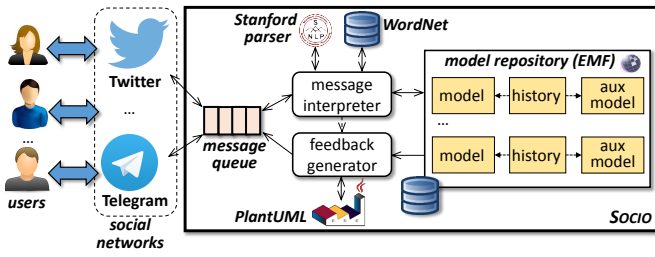 Stanford
parser
S
NLP
WordNet
model repository (EMF)
Twitter
...
message
interpreter
model
history
aux
model
...
message
queue
feedback
generator
model
history
aux
model
...
users
Telegram
social
networks
PlantUML
SOCIO